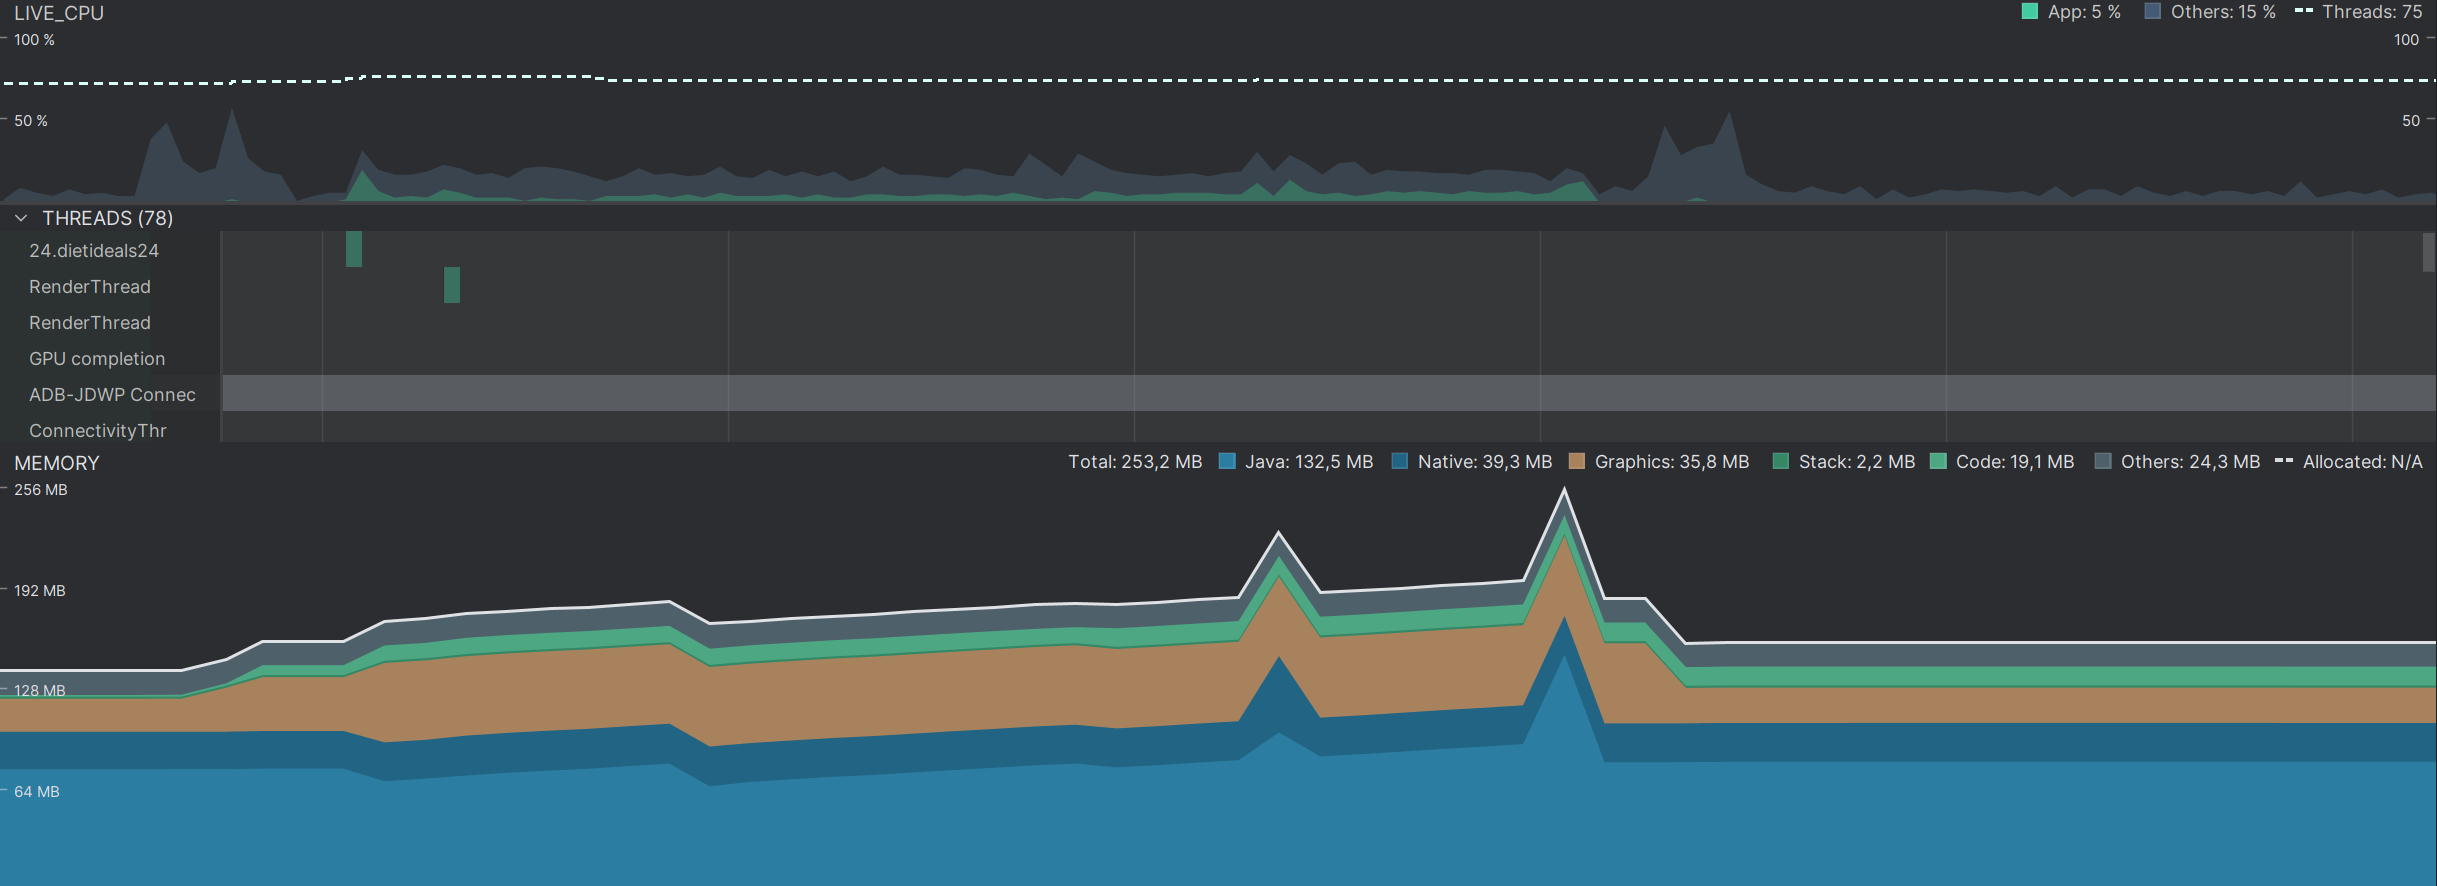 LIVE_CPU
App: 5 % Others: 15 % Threads: 75
100 % 100
50 % 50
THREADS (78)
24.dietideals24
RenderThread
RenderThread
GPU completion
ADB-JDWP Connec
ConnectivityThr
MEMORY
Total: 253,2 MB Java: 132,5 MB Native: 39,3 MB Graphics: 35,8 MB Stack: 2,2 MB Code: 19,1 MB Others: 24,3 MB Allocated: N/A
256 MB
192 MB
128 MB
64 MB